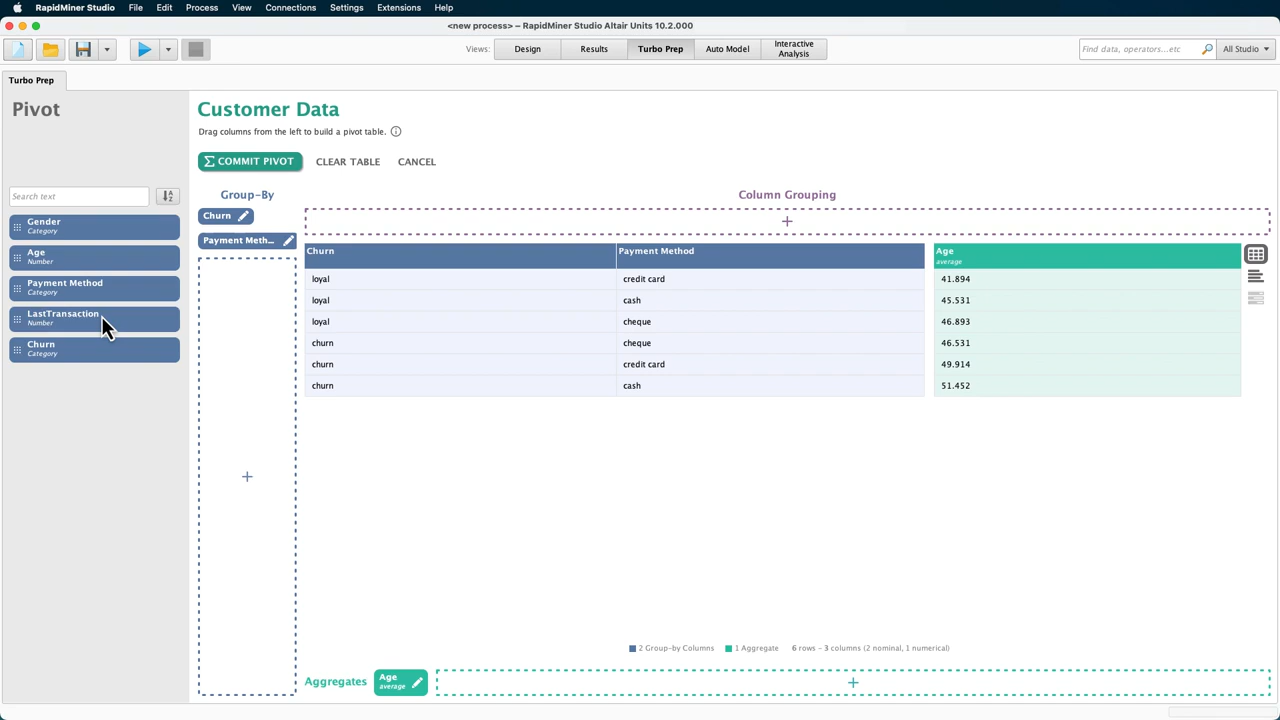 RapidMiner Studio File Edit Process View Connections Settings Extensions Help
<new process> – RapidMiner Studio Altair Units 10.2.000
Views: Design Results Turbo Prep Auto Model Interactive Analysis
Find data, operators...etc All Studio
Turbo Prep
Pivot
Customer Data
Drag columns from the left to build a pivot table.
COMMIT PIVOT CLEAR TABLE CANCEL
Search text
Gender
Category
Age
Number
Payment Method
Category
LastTransaction
Number
Churn
Category
Group-By
Churn
Payment Meth...
Column Grouping
Churn Payment Method Age
average
loyal credit card 41.894
loyal cash 45.531
loyal cheque 46.893
churn cheque 46.531
churn credit card 49.914
churn cash 51.452
2 Group-by Columns 1 Aggregate 6 rows - 3 columns (2 nominal, 1 numerical)
Aggregates Age
average